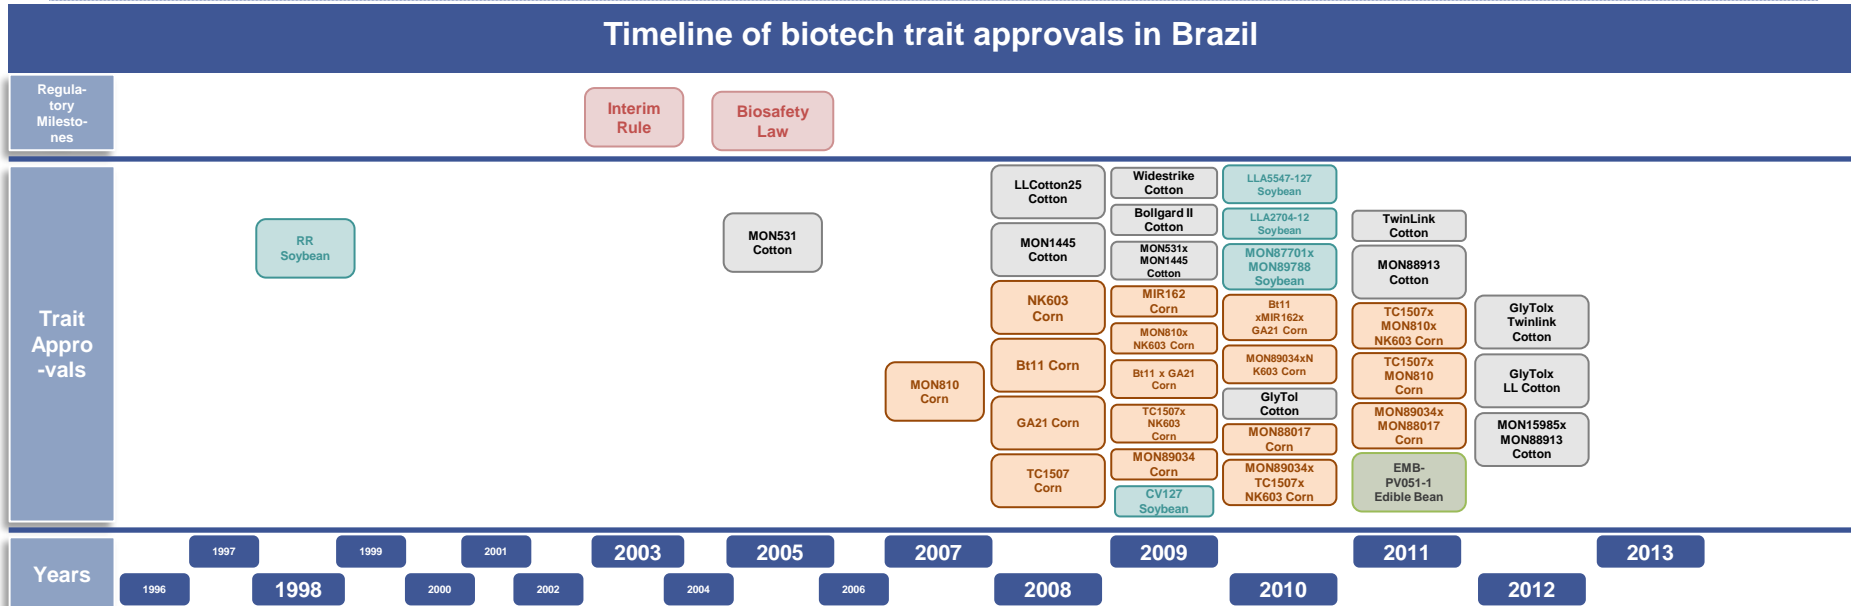 Timeline of biotech trait approvals in Brazil
Regula-
tory
Milesto-
nes
Interim
Rule
Biosafety
Law
Trait
Appro
-vals
RR
Soybean
MON531
Cotton
MON810
Corn
LLCotton25
Cotton
MON1445
Cotton
NK603
Corn
Bt11 Corn
GA21 Corn
TC1507
Corn
Widestrike
Cotton
Bollgard II
Cotton
MON531x
MON1445
Cotton
MIR162
Corn
MON810x
NK603 Corn
Bt11 x GA21
Corn
TC1507x
NK603
Corn
MON89034
Corn
CV127
Soybean
LLA5547-127
Soybean
LLA2704-12
Soybean
MON87701x
MON89788
Soybean
Bt11
xMIR162x
GA21 Corn
MON89034xN
K603 Corn
GlyTol
Cotton
MON88017
Corn
MON89034x
TC1507x
NK603 Corn
TwinLink
Cotton
MON88913
Cotton
TC1507x
MON810x
NK603 Corn
TC1507x
MON810
Corn
MON89034x
MON88017
Corn
EMB-
PV051-1
Edible Bean
GlyTolx
Twinlink
Cotton
GlyTolx
LL Cotton
MON15985x
MON88913
Cotton
Years
1996
1997
1998
1999
2000
2001
2002
2003
2004
2005
2006
2007
2008
2009
2010
2011
2012
2013